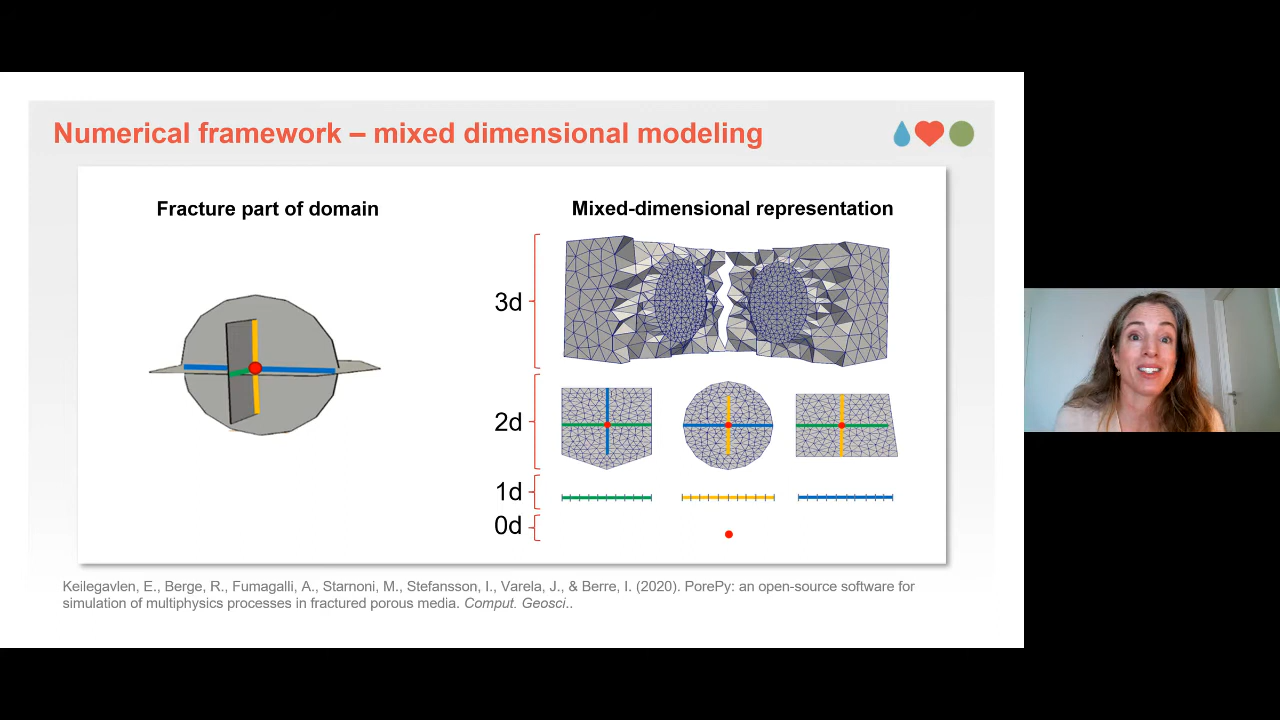 Numerical framework – mixed dimensional modeling
Fracture part of domain
Mixed-dimensional representation
3d
2d
1d
0d
Keilegavlen, E., Berge, R., Fumagalli, A., Starnoni, M., Stefansson, I., Varela, J., & Berre, I. (2020). PorePy: an open-source software for
simulation of multiphysics processes in fractured porous media. Comput. Geosci..